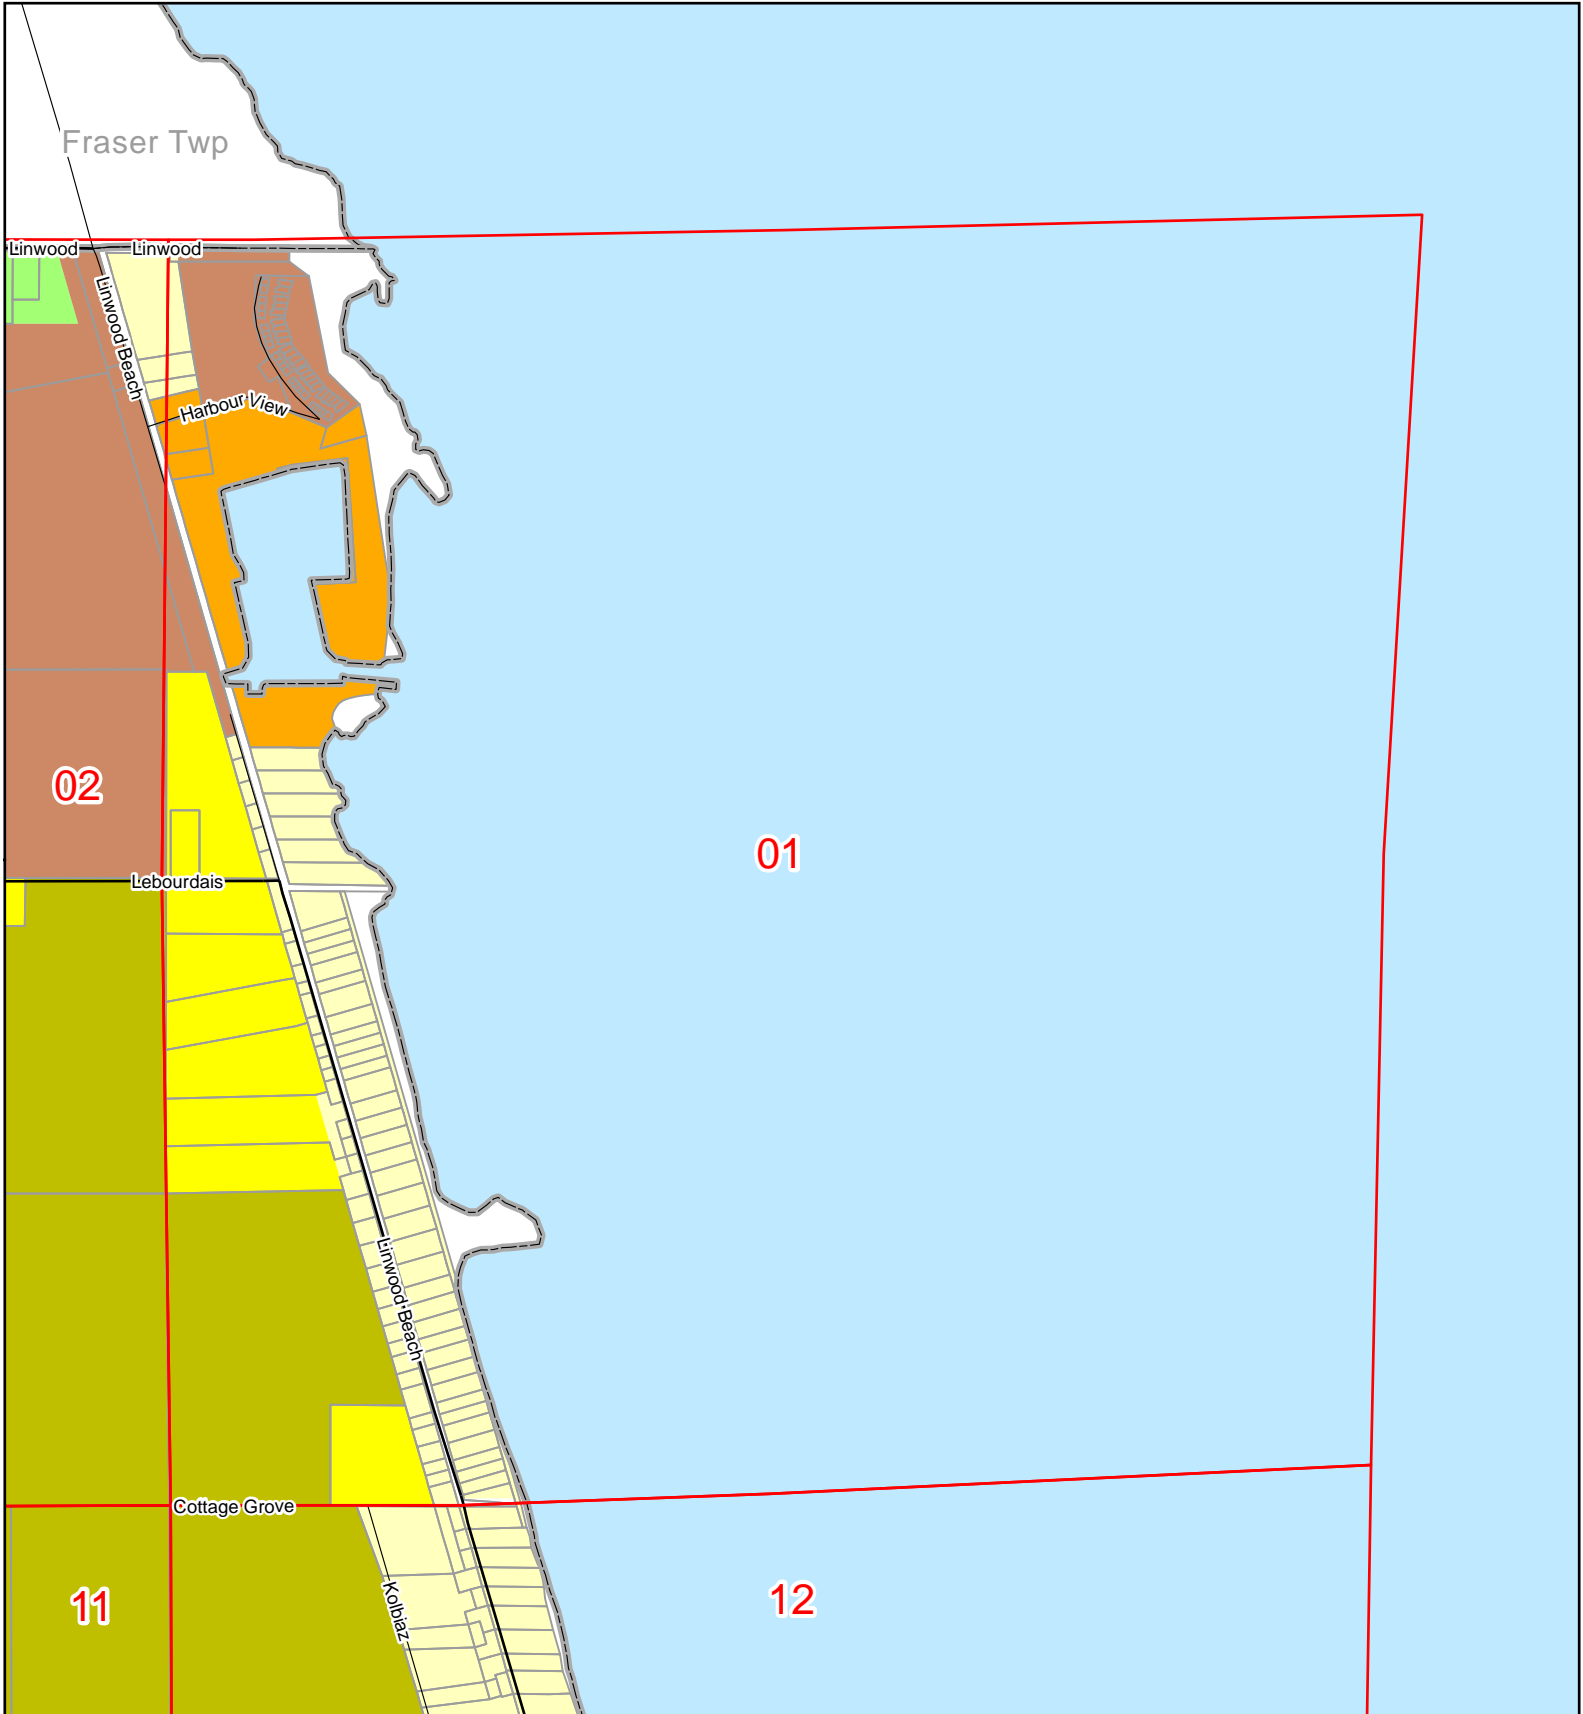 Fraser Twp
Linwood
Linwood
Linwood Beach
Harbour View
02
01
Lebourdais
Linwood Beach
Cottage Grove
11
Kolbiaz
12